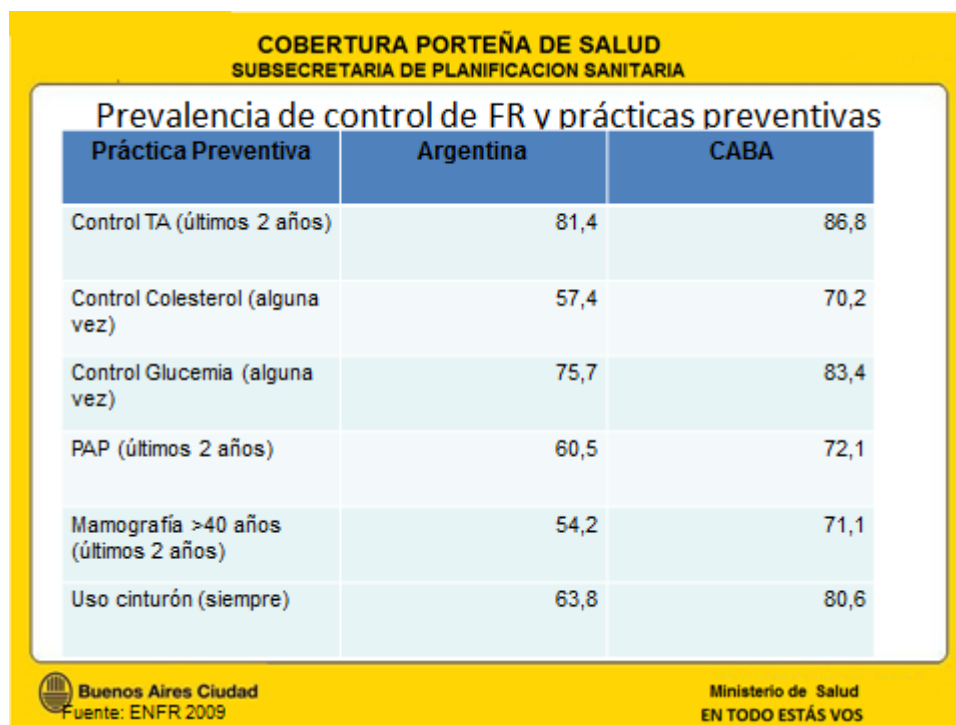 COBERTURA PORTEÑA DE SALUD
SUBSECRETARIA DE PLANIFICACION SANITARIA
Prevalencia de control de FR y prácticas preventivas
Práctica Preventiva Argentina CABA
Control TA (últimos 2 años) 81,4 86,8
Control Colesterol (alguna 57,4 70,2
vez)
Control Glucemia (alguna 75,7 83,4
vez)
PAP (últimos 2 años) 60,5 72,1
Mamografía >40 años 54,2 71,1
(últimos 2 años)
Uso cinturón (siempre) 63,8 80,6
Buenos Aires Ciudad Ministerio de Salud
Fuente: ENFR 2009 EN TODO ESTÁS VOS